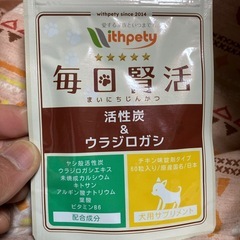 withpety since 2014
Withpety
毎日賢活
まいにちじんかつ
活性炭
&
ウラジロガシ
ヤシ殻活性炭
ウラジロガシエキス
未焼成カルシウム
キトサン
アルギン酸ナトリウム
葉酸
ビタミンB6
配合成分
チキン味錠剤タイプ
犬用サプリメント